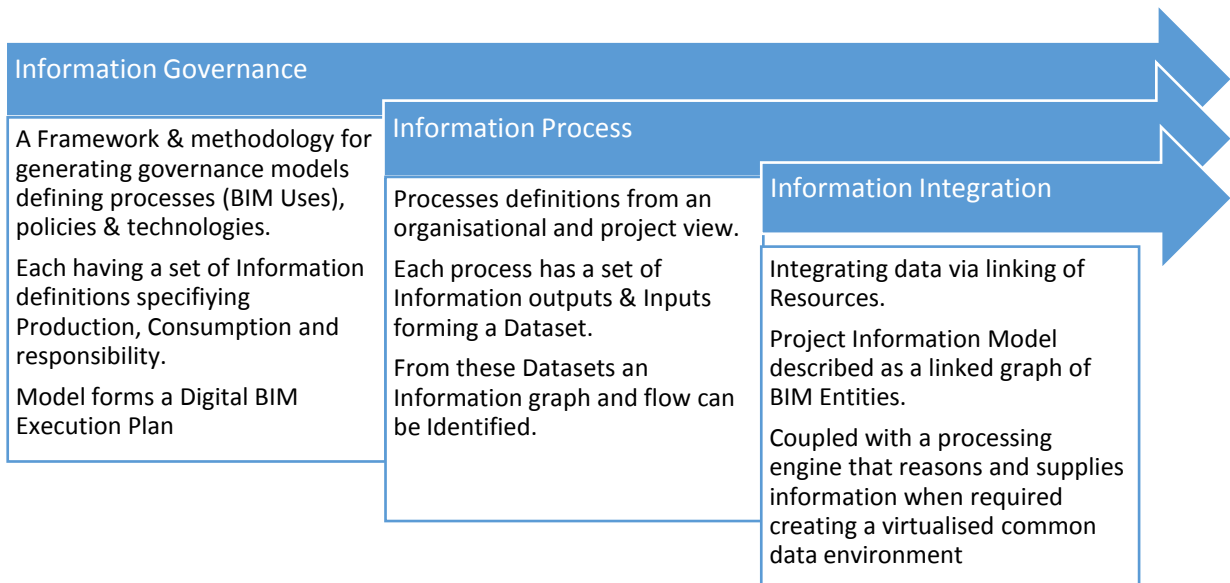 Information Governance
A Framework & methodology for
generating governance models
defining processes (BIM Uses),
policies & technologies.
Each having a set of Information
definitions specifiying
Production, Consumption and
responsibility.
Model forms a Digital BIM
Execution Plan
Information Process
Processes definitions from an
organisational and project view.
Each process has a set of
Information outputs & Inputs
forming a Dataset.
From these Datasets an
Information graph and flow can
be Identified.
Information Integration
Integrating data via linking of
Resources.
Project Information Model
described as a linked graph of
BIM Entities.
Coupled with a processing
engine that reasons and supplies
information when required
creating a virtualised common
data environment